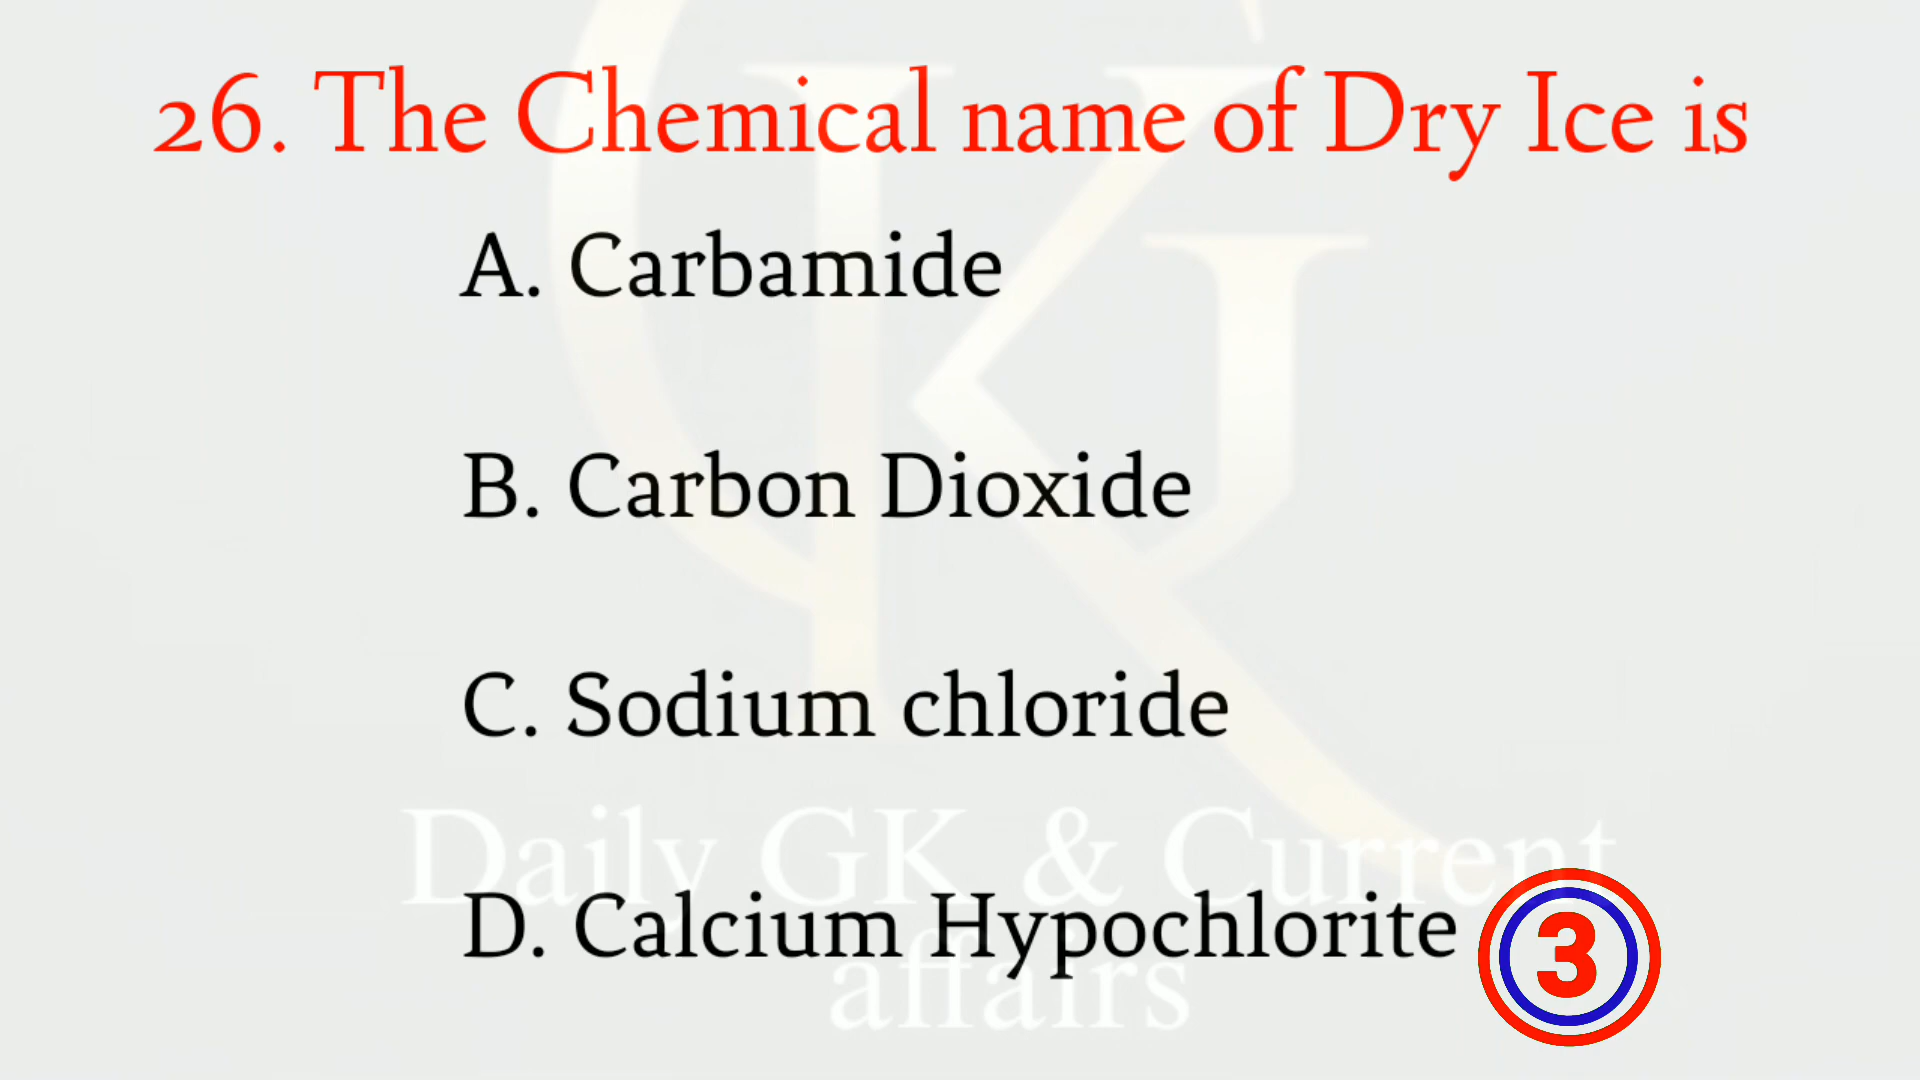 26. The Chemical name of Dry Ice is
A. Carbamide
B. Carbon Dioxide
C. Sodium chloride
Daily GK & Current
D. Calcium Hypochlorite
3
affairs